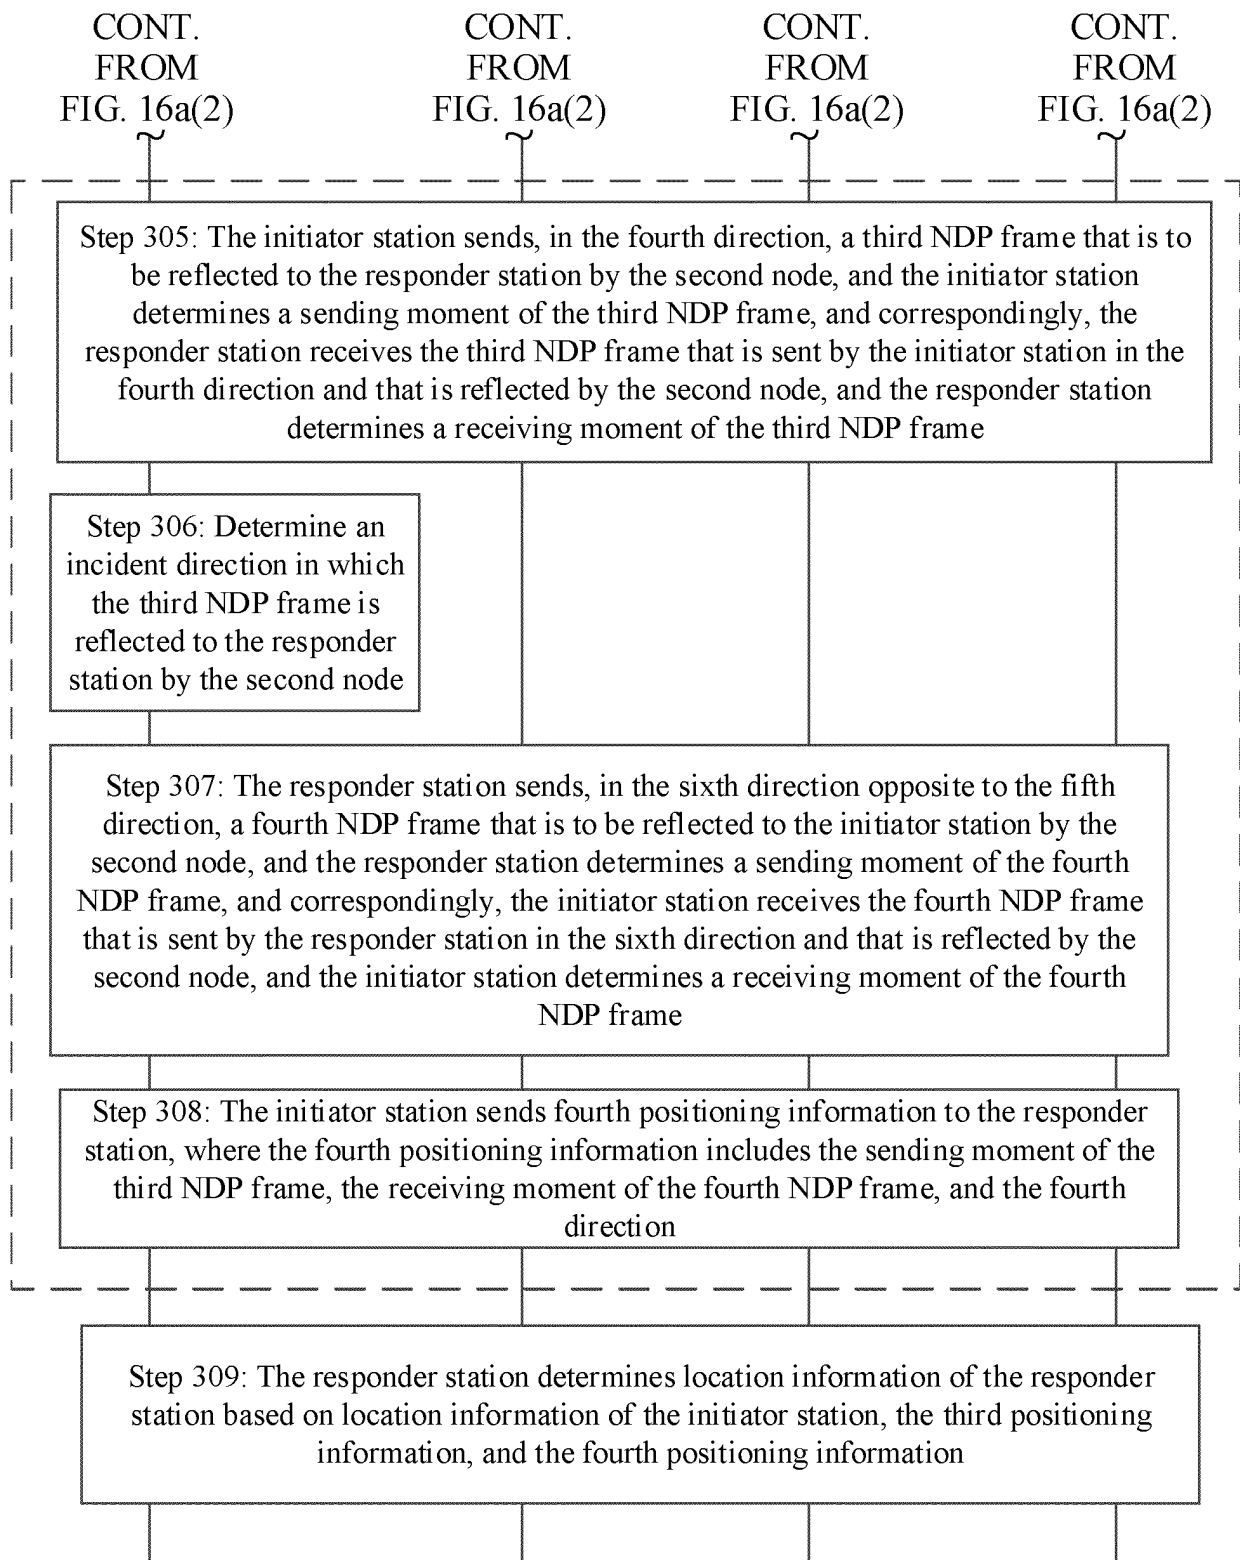 CONT. FROM FIG. 16a(2)
CONT. FROM FIG. 16a(2)
CONT. FROM FIG. 16a(2)
CONT. FROM FIG. 16a(2)
Step 305: The initiator station sends, in the fourth direction, a third NDP frame that is to
be reflected to the responder station by the second node, and the initiator station
determines a sending moment of the third NDP frame, and correspondingly, the
responder station receives the third NDP frame that is sent by the initiator station in the
fourth direction and that is reflected by the second node, and the responder station
determines a receiving moment of the third NDP frame
Step 306: Determine an
incident direction in which
the third NDP frame is
reflected to the responder
station by the second node
Step 307: The responder station sends, in the sixth direction opposite to the fifth
direction, a fourth NDP frame that is to be reflected to the initiator station by the
second node, and the responder station determines a sending moment of the fourth
NDP frame, and correspondingly, the initiator station receives the fourth NDP frame
that is sent by the responder station in the sixth direction and that is reflected by the
second node, and the initiator station determines a receiving moment of the fourth
NDP frame
Step 308: The initiator station sends fourth positioning information to the responder
station, where the fourth positioning information includes the sending moment of the
third NDP frame, the receiving moment of the fourth NDP frame, and the fourth
direction
Step 309: The responder station determines location information of the responder
station based on location information of the initiator station, the third positioning
information, and the fourth positioning information